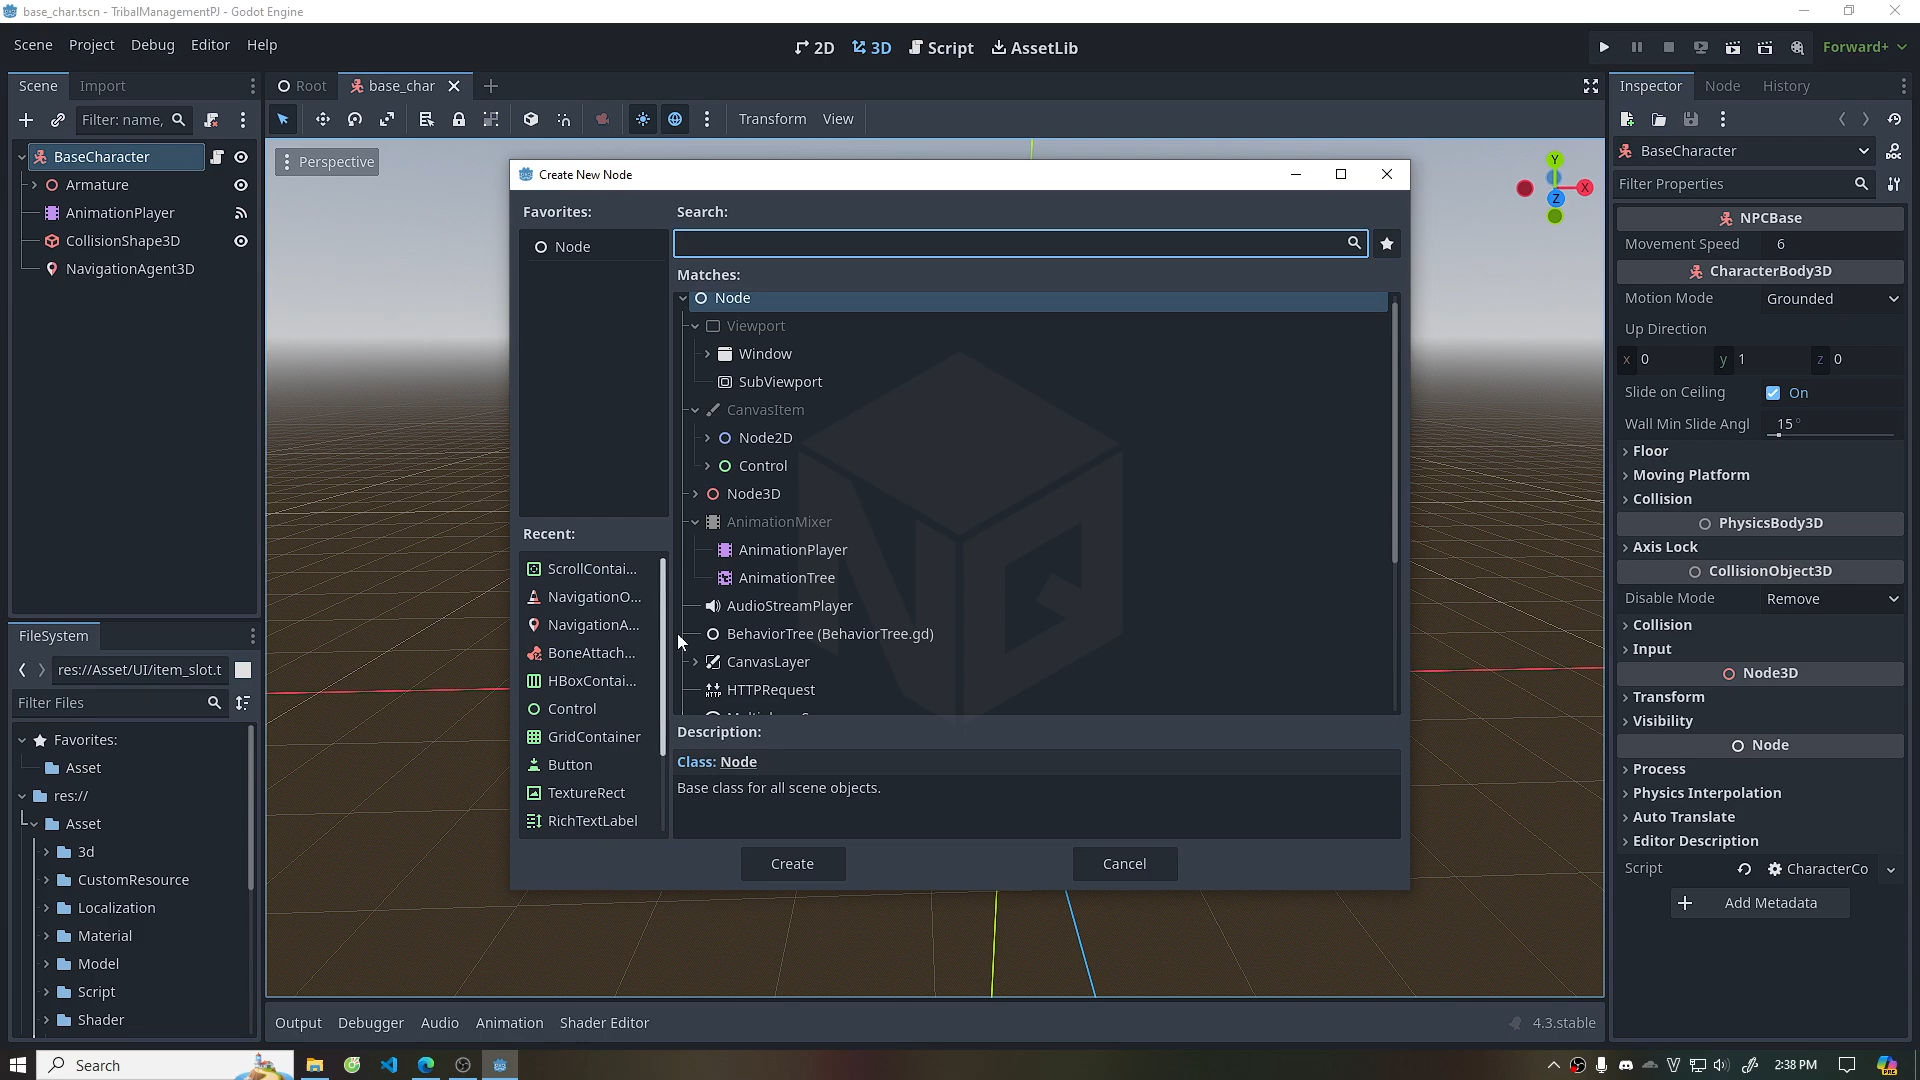 base_char.tscn - TribalManagementPJ - Godot Engine
Scene Project Debug Editor Help
2D 3D Script AssetLib
Forward+
Scene Import
Filter: name,
BaseCharacter
Armature
AnimationPlayer
CollisionShape3D
NavigationAgent3D
FileSystem
res://Asset/UI/item_slot.t
Filter Files
Favorites:
Asset
res://
Asset
3d
CustomResource
Localization
Material
Model
Script
Shader
Root base_char
Transform View
Perspective
Y
X
Z
Create New Node
Favorites:
Node
Recent:
ScrollContai...
NavigationO...
NavigationA...
BoneAttach...
HBoxContai...
Control
GridContainer
Button
TextureRect
RichTextLabel
Search:
Matches:
Node
Viewport
Window
SubViewport
CanvasItem
Node2D
Control
Node3D
AnimationMixer
AnimationPlayer
AnimationTree
AudioStreamPlayer
BehaviorTree (BehaviorTree.gd)
CanvasLayer
HTTPRequest
Description:
Class: Node
Base class for all scene objects.
Create Cancel
Output Debugger Audio Animation Shader Editor
4.3.stable
Inspector Node History
BaseCharacter
Filter Properties
NPCBase
Movement Speed 6
CharacterBody3D
Motion Mode Grounded
Up Direction
x 0 y 1 z 0
Slide on Ceiling On
Wall Min Slide Angl 15 °
Floor
Moving Platform
Collision
PhysicsBody3D
Axis Lock
CollisionObject3D
Disable Mode Remove
Collision
Input
Node3D
Transform
Visibility
Node
Process
Physics Interpolation
Auto Translate
Editor Description
Script CharacterCo
Add Metadata
Search
2:38 PM